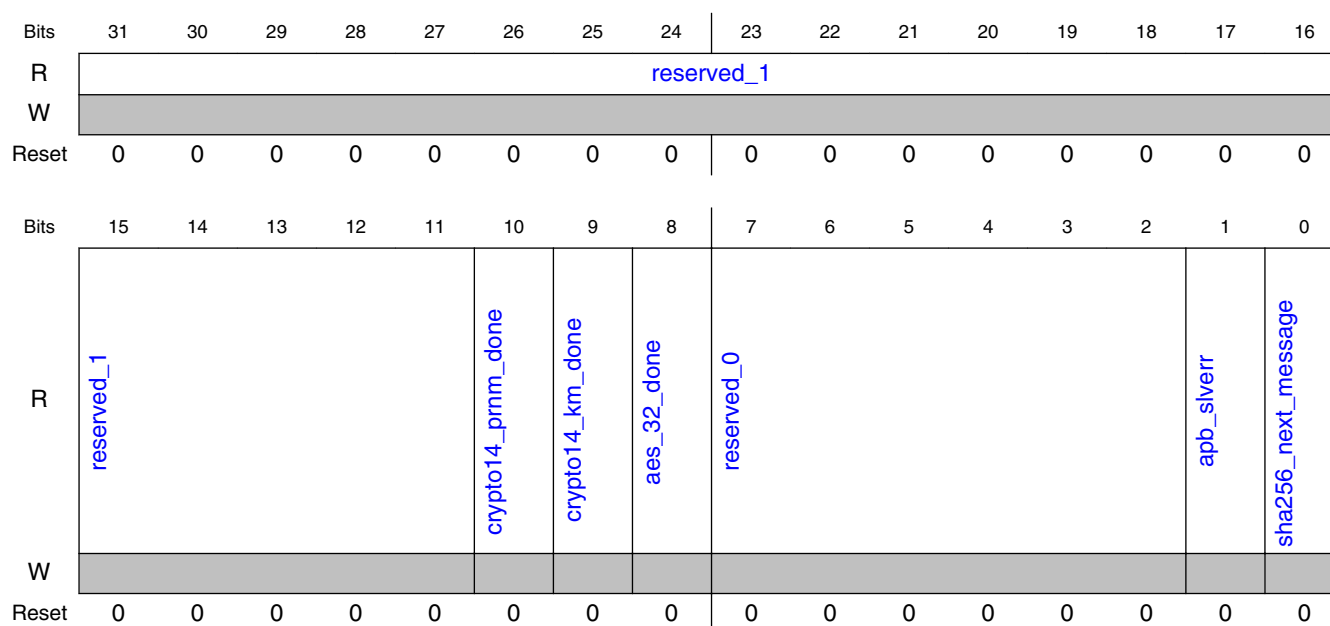 Bits 31 30 29 28 27 26 25 24 23 22 21 20 19 18 17 16
R reserved_1
W
Reset 0 0 0 0 0 0 0 0 0 0 0 0 0 0 0 0
Bits 15 14 13 12 11 10 9 8 7 6 5 4 3 2 1 0
R reserved_1 crypto14_prnm_done crypto14_km_done aes_32_done reserved_0 apb_slverr sha256_next_message
W
Reset 0 0 0 0 0 0 0 0 0 0 0 0 0 0 0 0